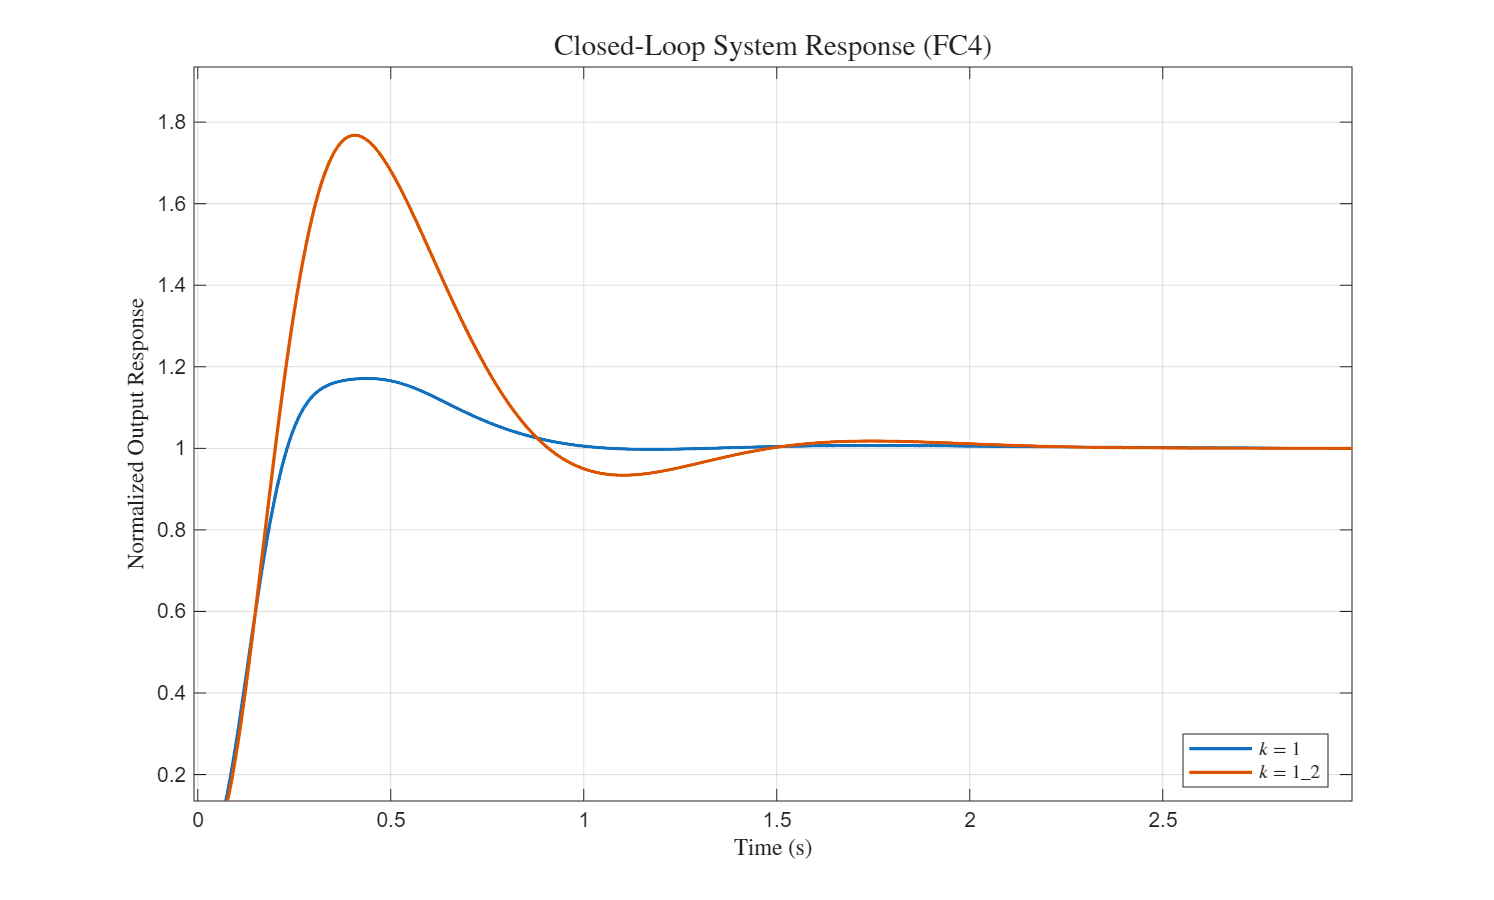 Closed-Loop System Response (FC4)
Normalized Output Response
1.8
1.6
1.4
1.2
1
0.8
0.6
0.4
0.2
0 0.5 1 1.5 2 2.5
Time (s)
k = 1
k = 1_2